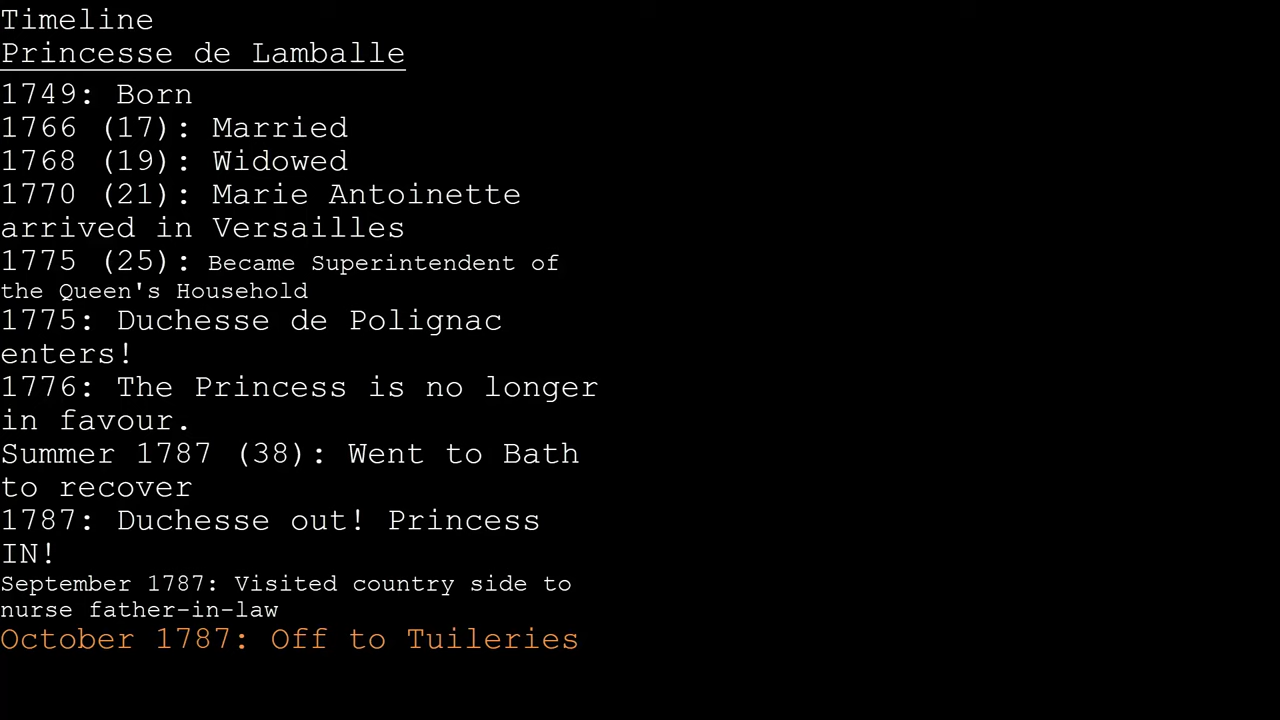 Timeline
Princesse de Lamballe
1749: Born
1766 (17): Married
1768 (19): Widowed
1770 (21): Marie Antoinette
arrived in Versailles
1775 (25): Became Superintendent of
the Queen's Household
1775: Duchesse de Polignac
enters!
1776: The Princess is no longer
in favour.
Summer 1787 (38): Went to Bath
to recover
1787: Duchesse out! Princess
IN!
September 1787: Visited country side to
nurse father-in-law
October 1787: Off to Tuileries